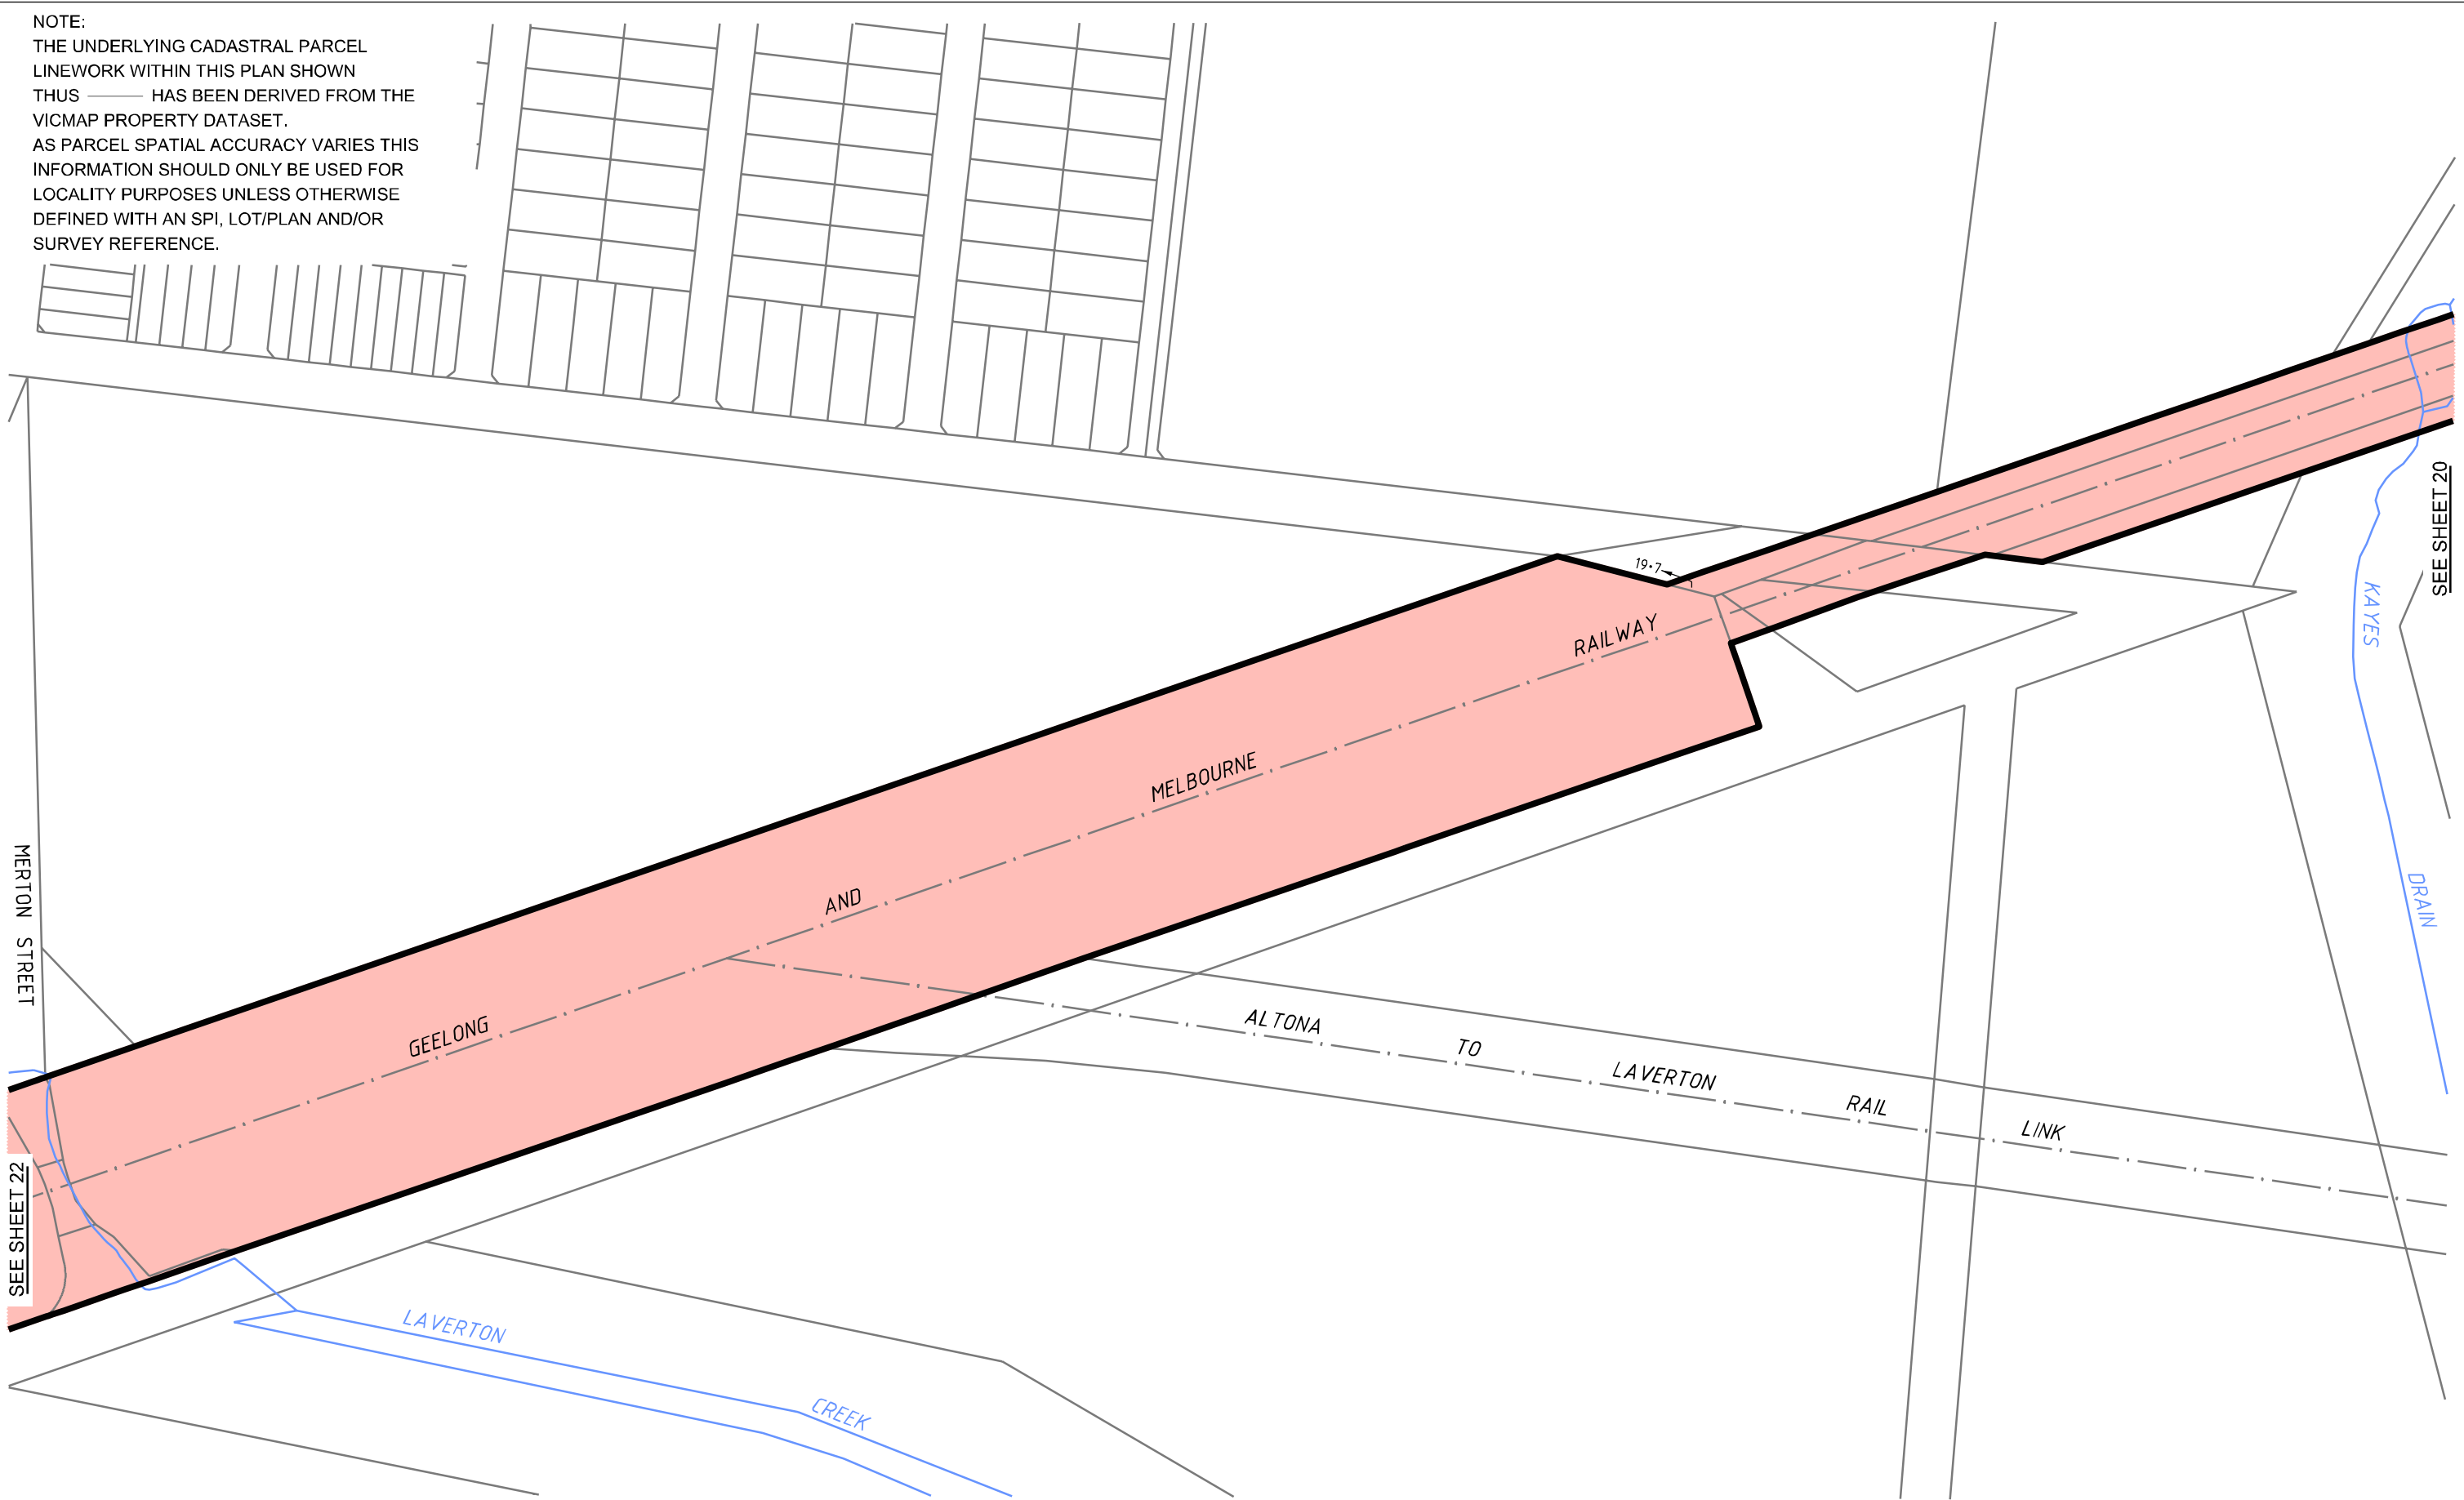 NOTE:
THE UNDERLYING CADASTRAL PARCEL
LINEWORK WITHIN THIS PLAN SHOWN
THUS ——— HAS BEEN DERIVED FROM THE
VICMAP PROPERTY DATASET.
AS PARCEL SPATIAL ACCURACY VARIES THIS
INFORMATION SHOULD ONLY BE USED FOR
LOCALITY PURPOSES UNLESS OTHERWISE
DEFINED WITH AN SPI, LOT/PLAN AND/OR
SURVEY REFERENCE.
19·7
SEE SHEET 20
KAYES
DRAIN
GEELONG AND MELBOURNE RAILWAY
MERTON STREET
ALTONA TO LAVERTON RAIL LINK
SEE SHEET 22
LAVERTON
CREEK